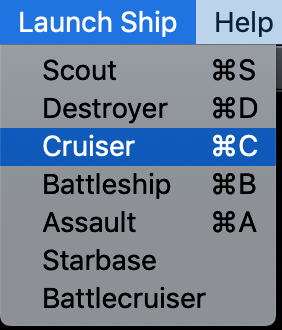 Launch Ship Help
Scout ⌘S
Destroyer ⌘D
Cruiser ⌘C
Battleship ⌘B
Assault ⌘A
Starbase
Battlecruiser